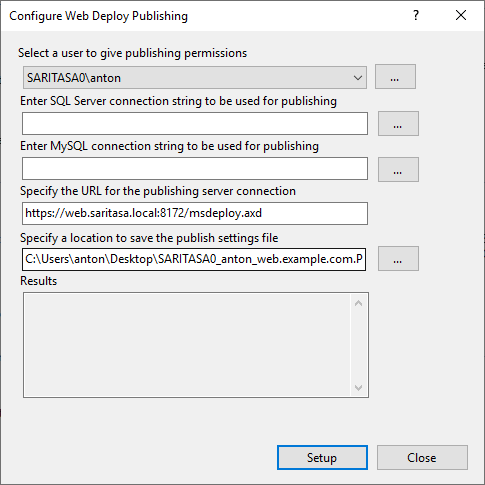 Configure Web Deploy Publishing
Select a user to give publishing permissions
SARITASA0\anton
...
Enter SQL Server connection string to be used for publishing
...
Enter MySQL connection string to be used for publishing
...
Specify the URL for the publishing server connection
https://web.saritasa.local:8172/msdeploy.axd
Specify a location to save the publish settings file
C:\Users\anton\Desktop\SARITASA0_anton_web.example.com.P
...
Results
Setup
Close